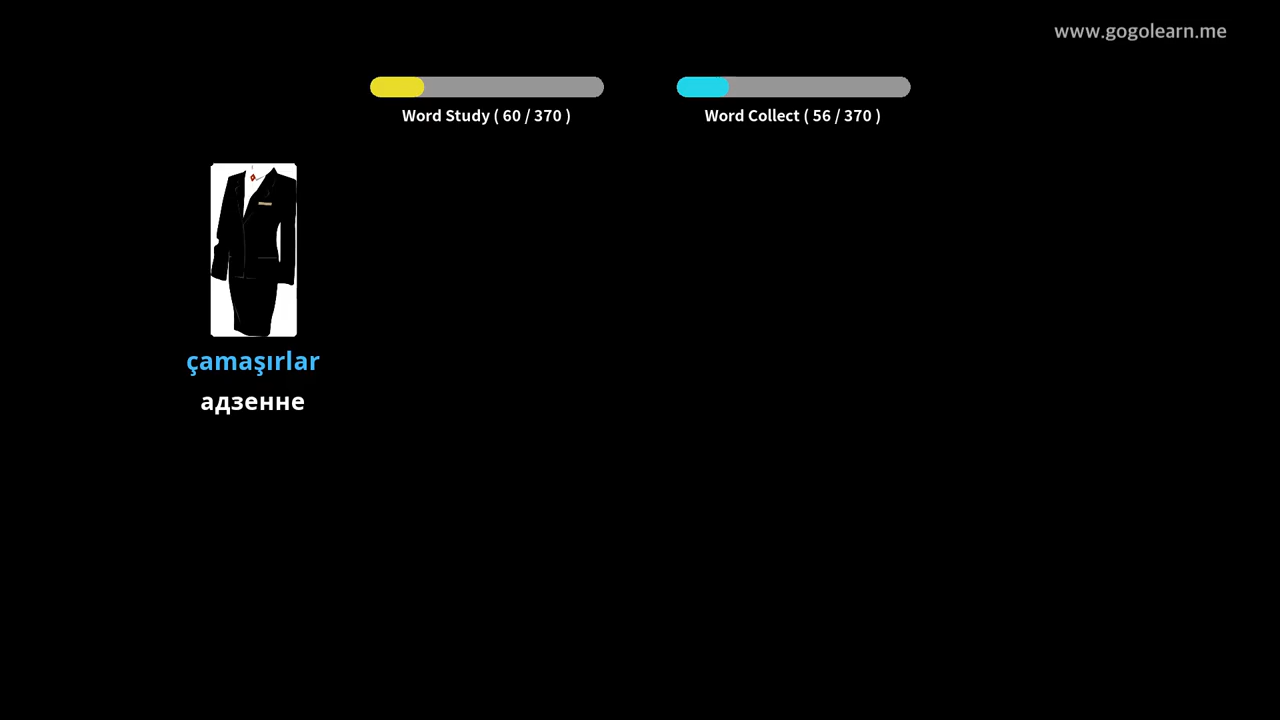 www.gogolearn.me
Word Study ( 60 / 370 )
Word Collect ( 56 / 370 )
çamaşırlar
адзенне